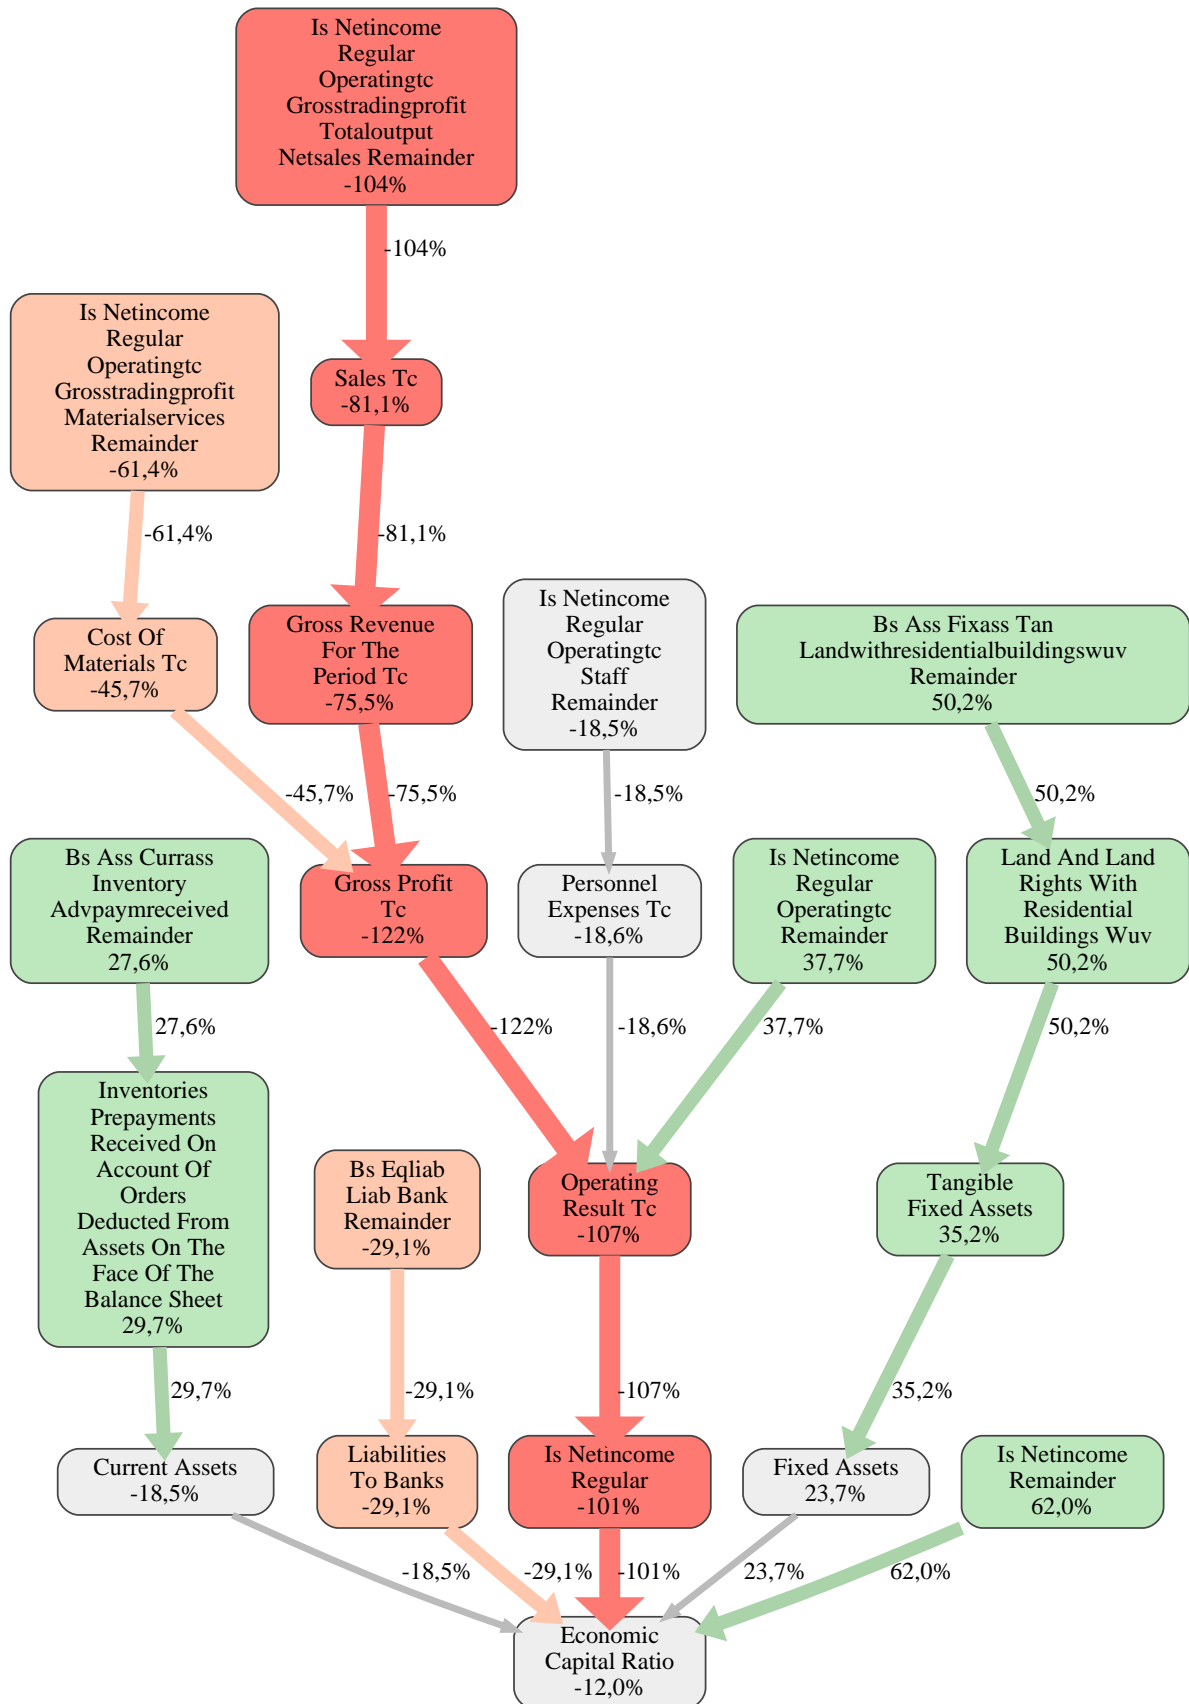 Is Netincome
Regular
Operatingtc
Grosstradingprofit
Totaloutput
Netsales Remainder
-104%
-104%
Is Netincome
Regular
Operatingtc
Grosstradingprofit
Materialservices
Remainder
-61,4%
Sales Tc
-81,1%
-61,4%
-81,1%
Cost Of
Materials Tc
-45,7%
Gross Revenue
For The
Period Tc
-75,5%
Is Netincome
Regular
Operatingtc
Staff
Remainder
-18,5%
Bs Ass Fixass Tan
Landwithresidentialbuildingswuv
Remainder
50,2%
-45,7%
-75,5%
-18,5%
50,2%
Bs Ass Currass
Inventory
Advpaymreceived
Remainder
27,6%
Gross Profit
Tc
-122%
Personnel
Expenses Tc
-18,6%
Is Netincome
Regular
Operatingtc
Remainder
37,7%
Land And Land
Rights With
Residential
Buildings Wuv
50,2%
27,6%
-122%
-18,6%
37,7%
50,2%
Inventories
Prepayments
Received On
Account Of
Orders
Deducted From
Assets On The
Face Of The
Balance Sheet
29,7%
Bs Eqliab
Liab Bank
Remainder
-29,1%
Operating
Result Tc
-107%
Tangible
Fixed Assets
35,2%
29,7%
-29,1%
-107%
35,2%
Current Assets
-18,5%
Liabilities
To Banks
-29,1%
Is Netincome
Regular
-101%
Fixed Assets
23,7%
Is Netincome
Remainder
62,0%
-18,5%
-29,1%
-101%
23,7%
62,0%
Economic
Capital Ratio
-12,0%